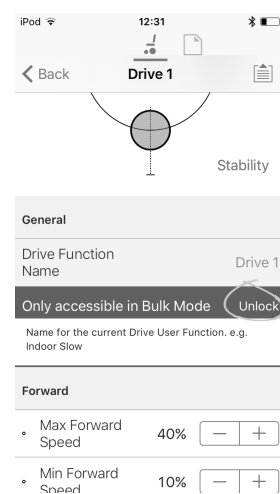 iPod 12:31
Back Drive 1
Stability
General
Drive Function
Name
Drive 1
Only accessible in Bulk Mode Unlock
Name for the current Drive User Function. e.g.
Indoor Slow
Forward
Max Forward
Speed
40% − +
Min Forward
Speed
10% − +